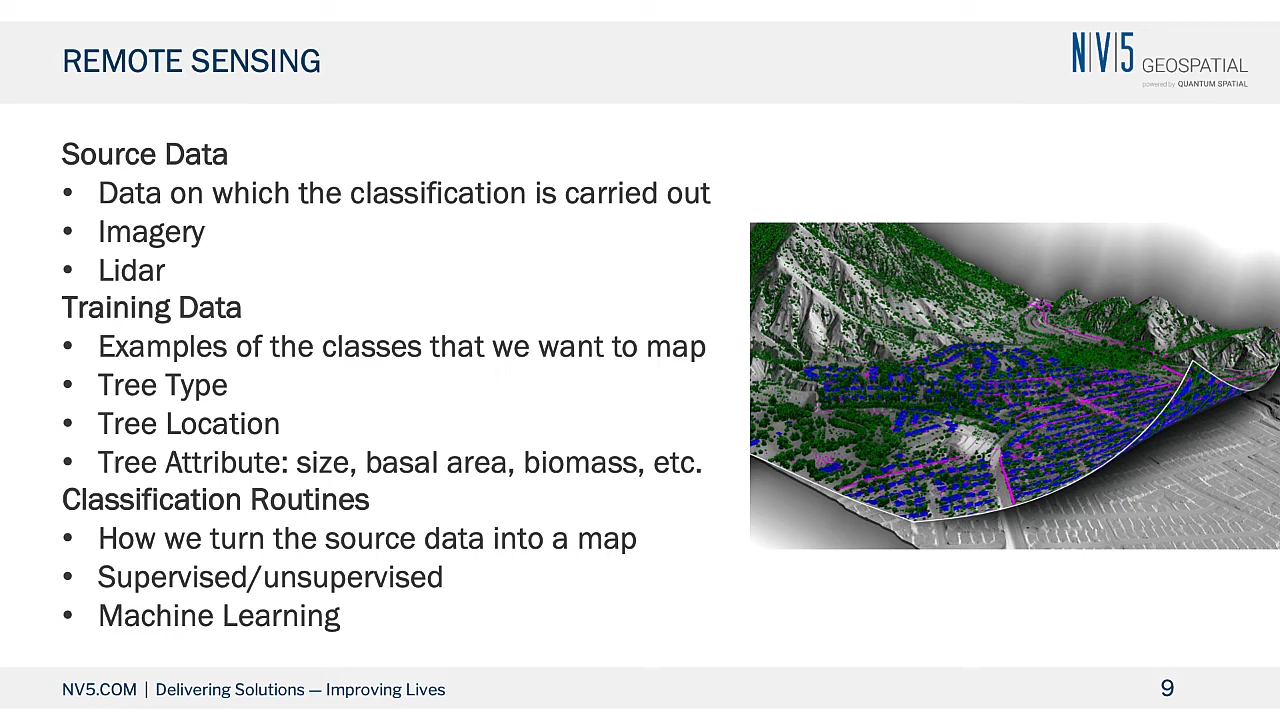 REMOTE SENSING
N|V|5 GEOSPATIAL
powered by QUANTUM SPATIAL
Source Data
• Data on which the classification is carried out
• Imagery
• Lidar
Training Data
• Examples of the classes that we want to map
• Tree Type
• Tree Location
• Tree Attribute: size, basal area, biomass, etc.
Classification Routines
• How we turn the source data into a map
• Supervised/unsupervised
• Machine Learning
NV5.COM | Delivering Solutions — Improving Lives
9